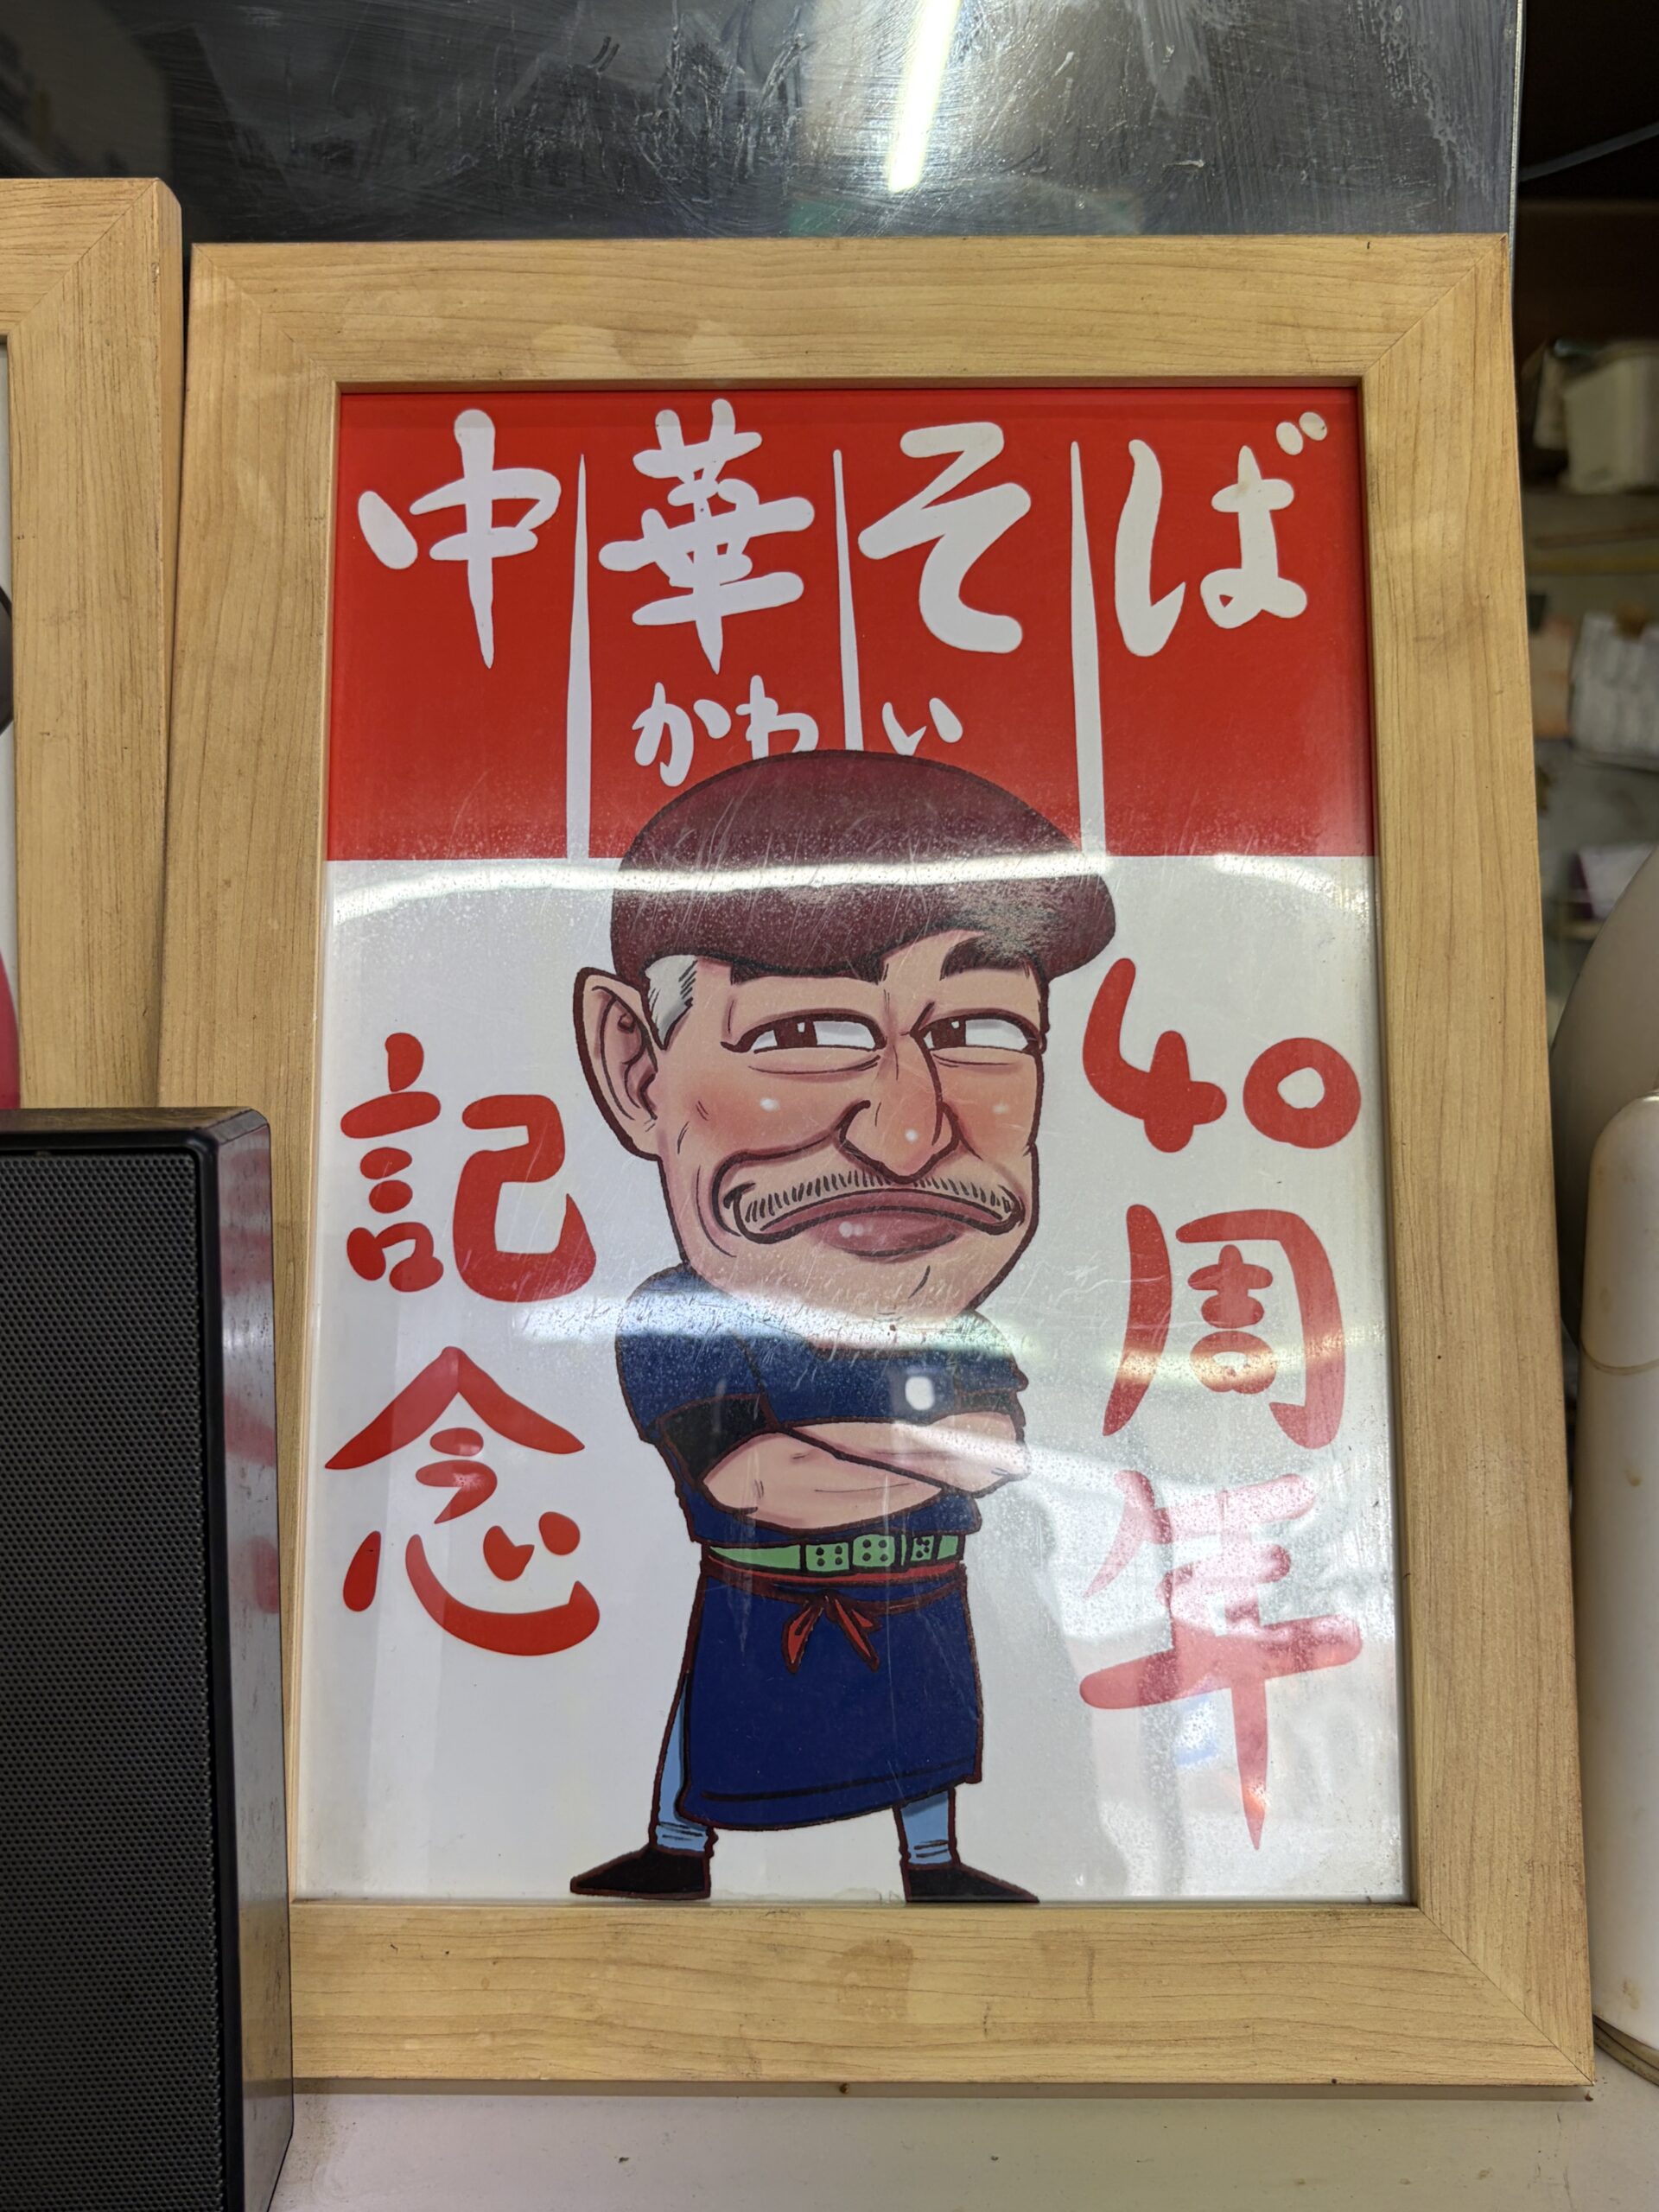 中華そば
かわい
40周年
記念